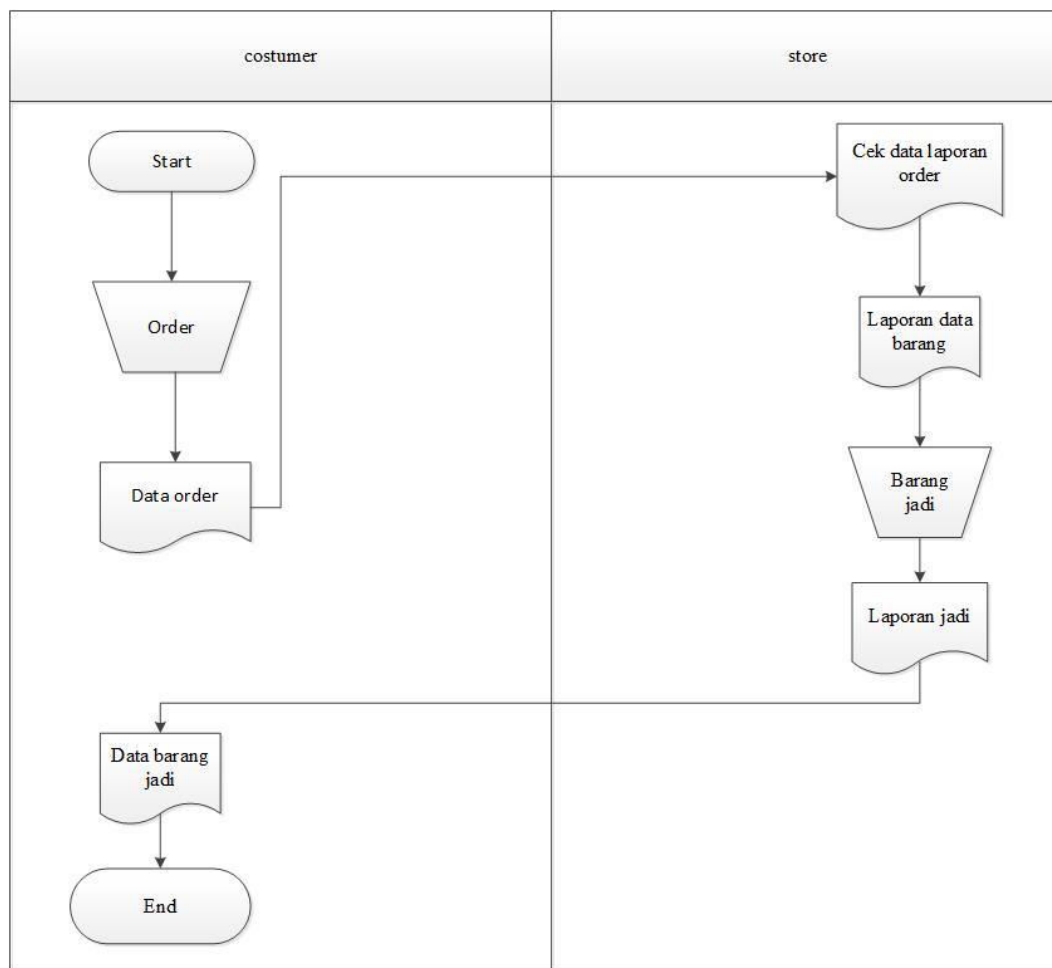 costumer
store
Start
Order
Data order
Cek data laporan
order
Laporan data
barang
Barang
jadi
Laporan jadi
Data barang
jadi
End